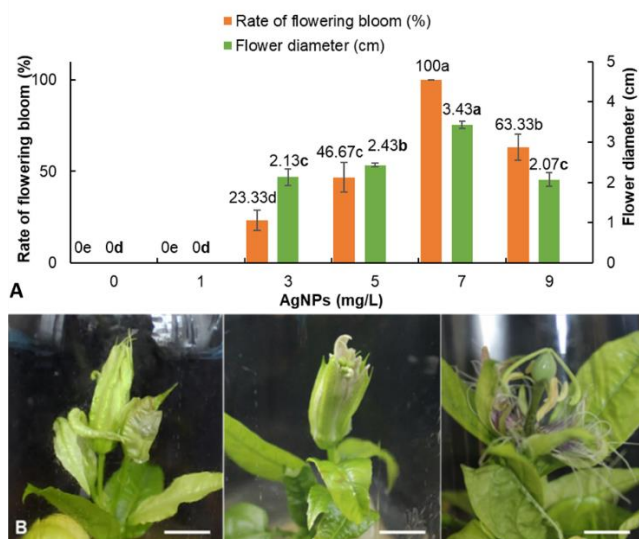 Rate of flowering bloom (%)
Flower diameter (cm)
Rate of flowering bloom (%)
100
50
0
5
4
3
2
1
0
Flower diameter (cm)
0e 0d
0e 0d
23.33d 2.13c
46.67c 2.43b
100a 3.43a
63.33b 2.07c
0 1 3 5 7 9
AgNPs (mg/L)
A
B